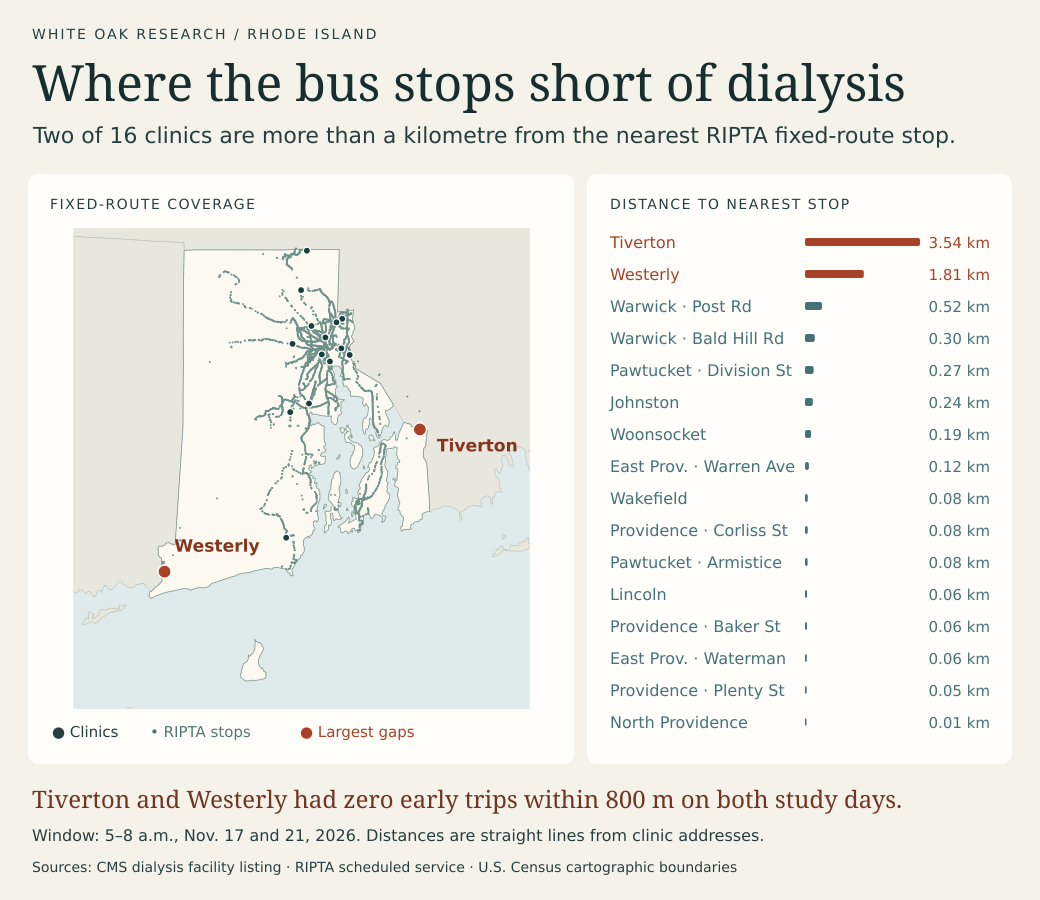 WHITE OAK RESEARCH / RHODE ISLAND
Where the bus stops short of dialysis
Two of 16 clinics are more than a kilometre from the nearest RIPTA fixed-route stop.
FIXED-ROUTE COVERAGE
Tiverton
Westerly
● Clinics
• RIPTA stops
● Largest gaps
DISTANCE TO NEAREST STOP
Tiverton 3.54 km
Westerly 1.81 km
Warwick · Post Rd 0.52 km
Warwick · Bald Hill Rd 0.30 km
Pawtucket · Division St 0.27 km
Johnston 0.24 km
Woonsocket 0.19 km
East Prov. · Warren Ave 0.12 km
Wakefield 0.08 km
Providence · Corliss St 0.08 km
Pawtucket · Armistice 0.08 km
Lincoln 0.06 km
Providence · Baker St 0.06 km
East Prov. · Waterman 0.06 km
Providence · Plenty St 0.05 km
North Providence 0.01 km
Tiverton and Westerly had zero early trips within 800 m on both study days.
Window: 5–8 a.m., Nov. 17 and 21, 2026. Distances are straight lines from clinic addresses.
Sources: CMS dialysis facility listing · RIPTA scheduled service · U.S. Census cartographic boundaries